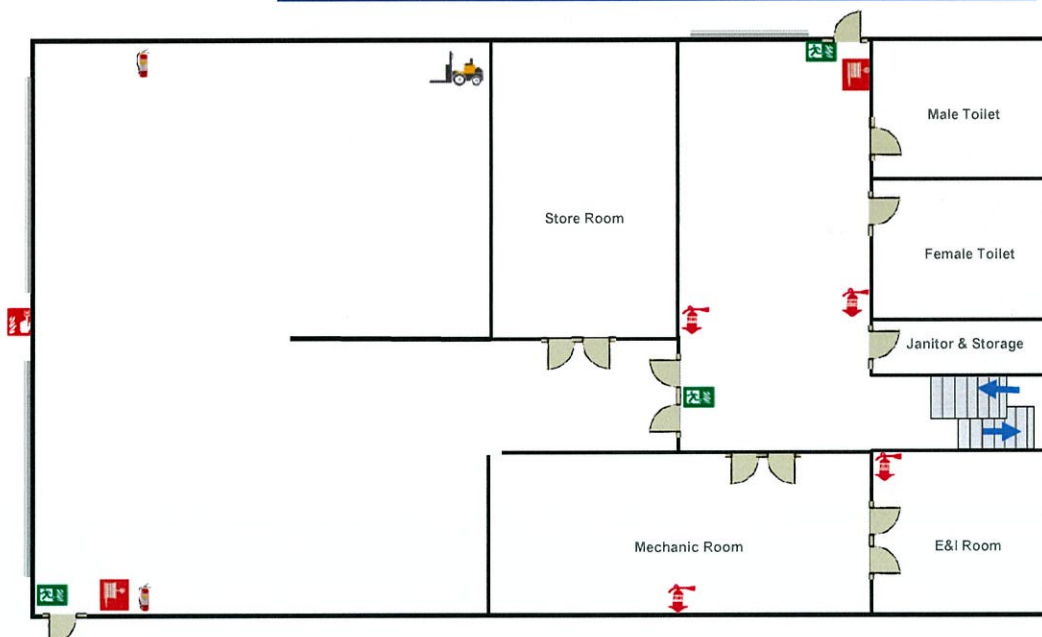 Male Toilet
Store Room
Female Toilet
Janitor & Storage
Mechanic Room
E&I Room